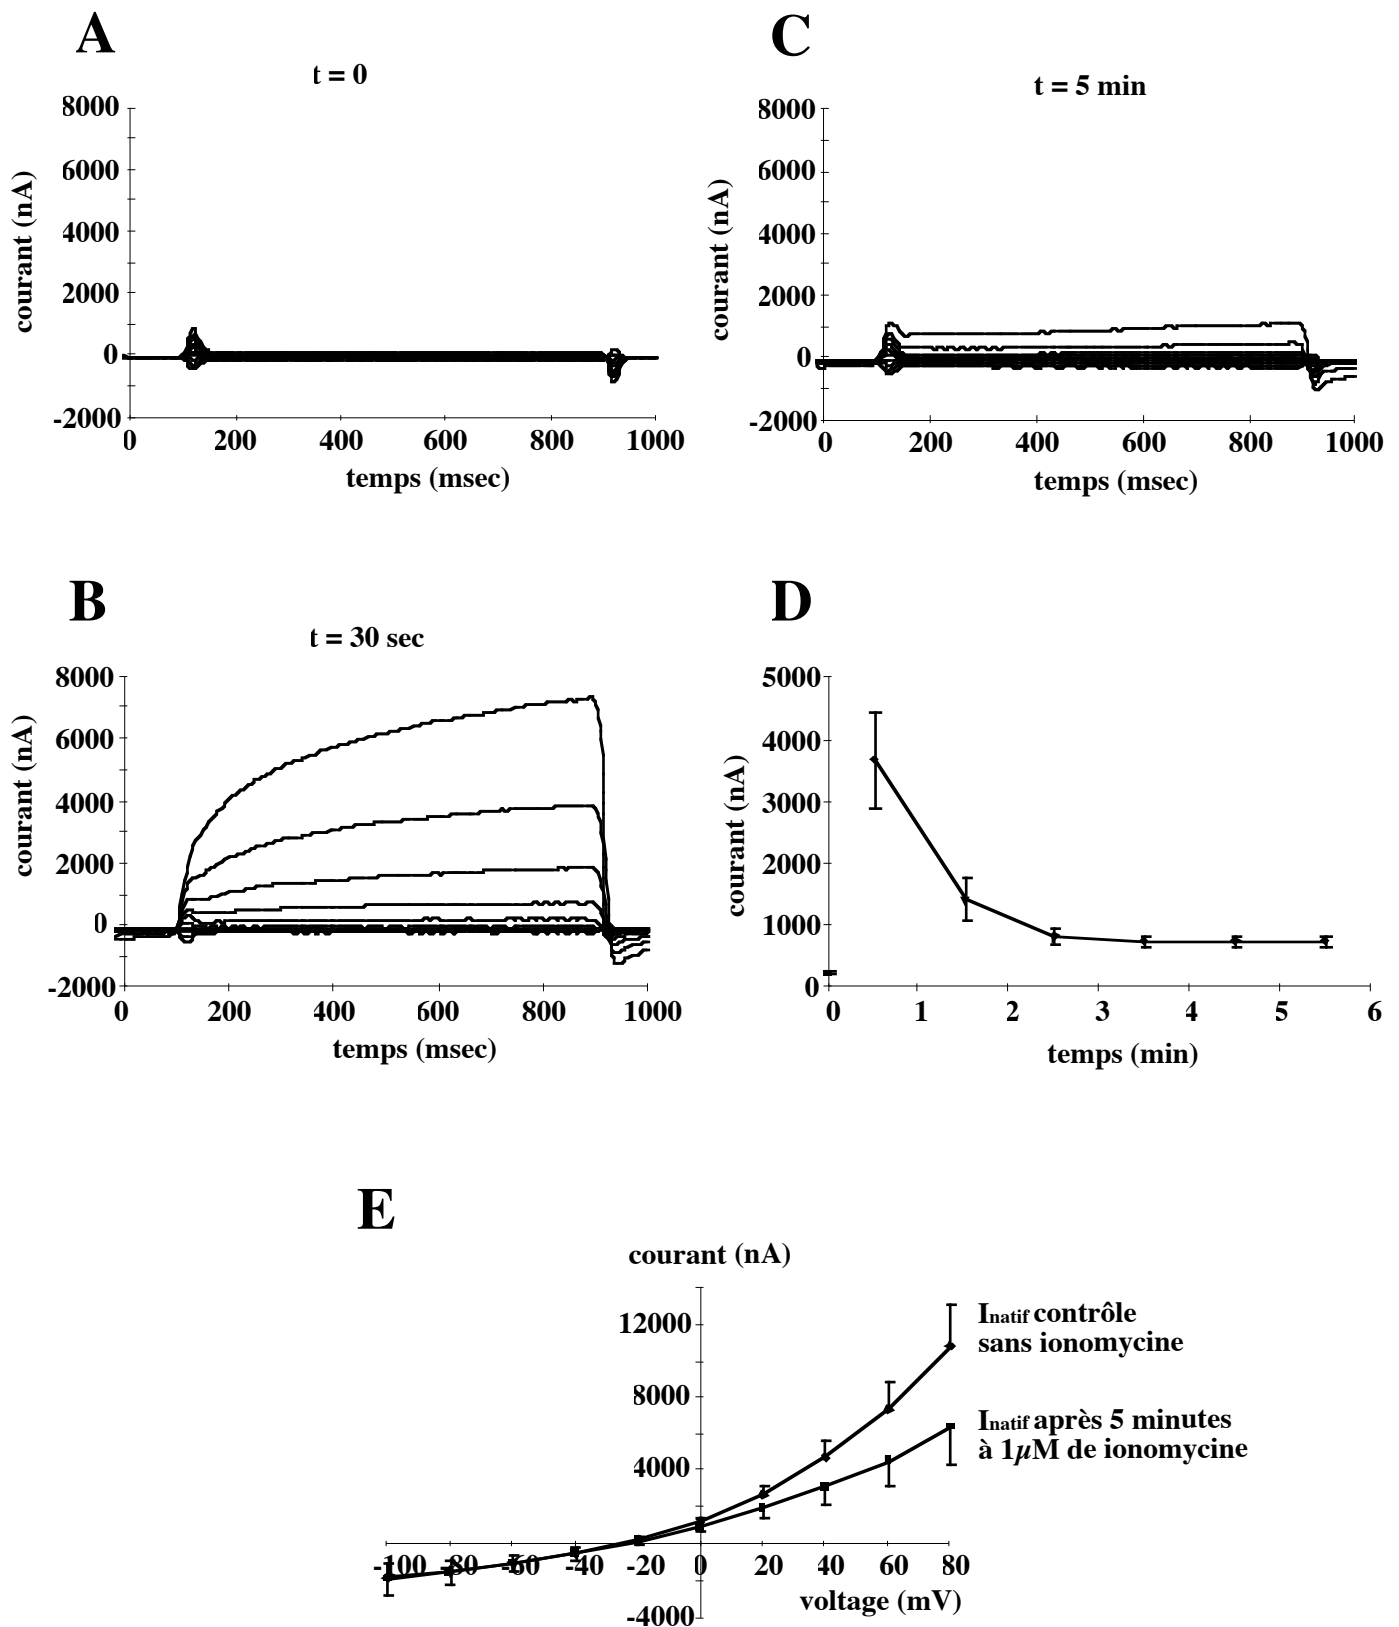 A
t = 0
8000
6000
4000
2000
0
-2000
courant (nA)
0 200 400 600 800 1000
temps (msec)
C
t = 5 min
8000
6000
4000
2000
0
-2000
courant (nA)
0 200 400 600 800 1000
temps (msec)
B
t = 30 sec
8000
6000
4000
2000
0
-2000
courant (nA)
0 200 400 600 800 1000
temps (msec)
D
5000
4000
3000
2000
1000
0
courant (nA)
0 1 2 3 4 5 6
temps (min)
E
courant (nA)
12000
8000
4000
-4000
-100 -80 -60 -40 -20 0 20 40 60 80
voltage (mV)
Inatif contrôle
sans ionomycine
Inatif après 5 minutes
à 1µM de ionomycine